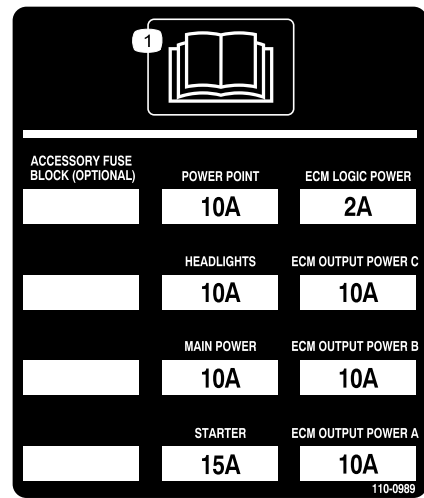 1
ACCESSORY FUSE
BLOCK (OPTIONAL)
POWER POINT
ECM LOGIC POWER
10A
2A
HEADLIGHTS
ECM OUTPUT POWER C
10A
10A
MAIN POWER
ECM OUTPUT POWER B
10A
10A
STARTER
ECM OUTPUT POWER A
15A
10A
110-0989